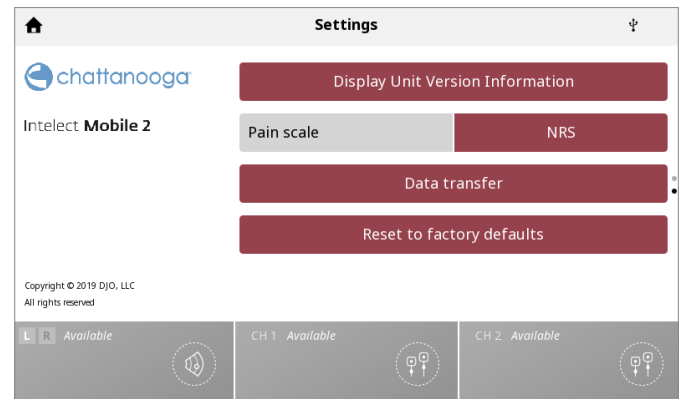 Settings
chattanooga
Display Unit Version Information
Intelect Mobile 2
Pain scale
NRS
Data transfer
Reset to factory defaults
Copyright © 2019 DJO, LLC
All rights reserved
L R Available
CH 1 Available
CH 2 Available